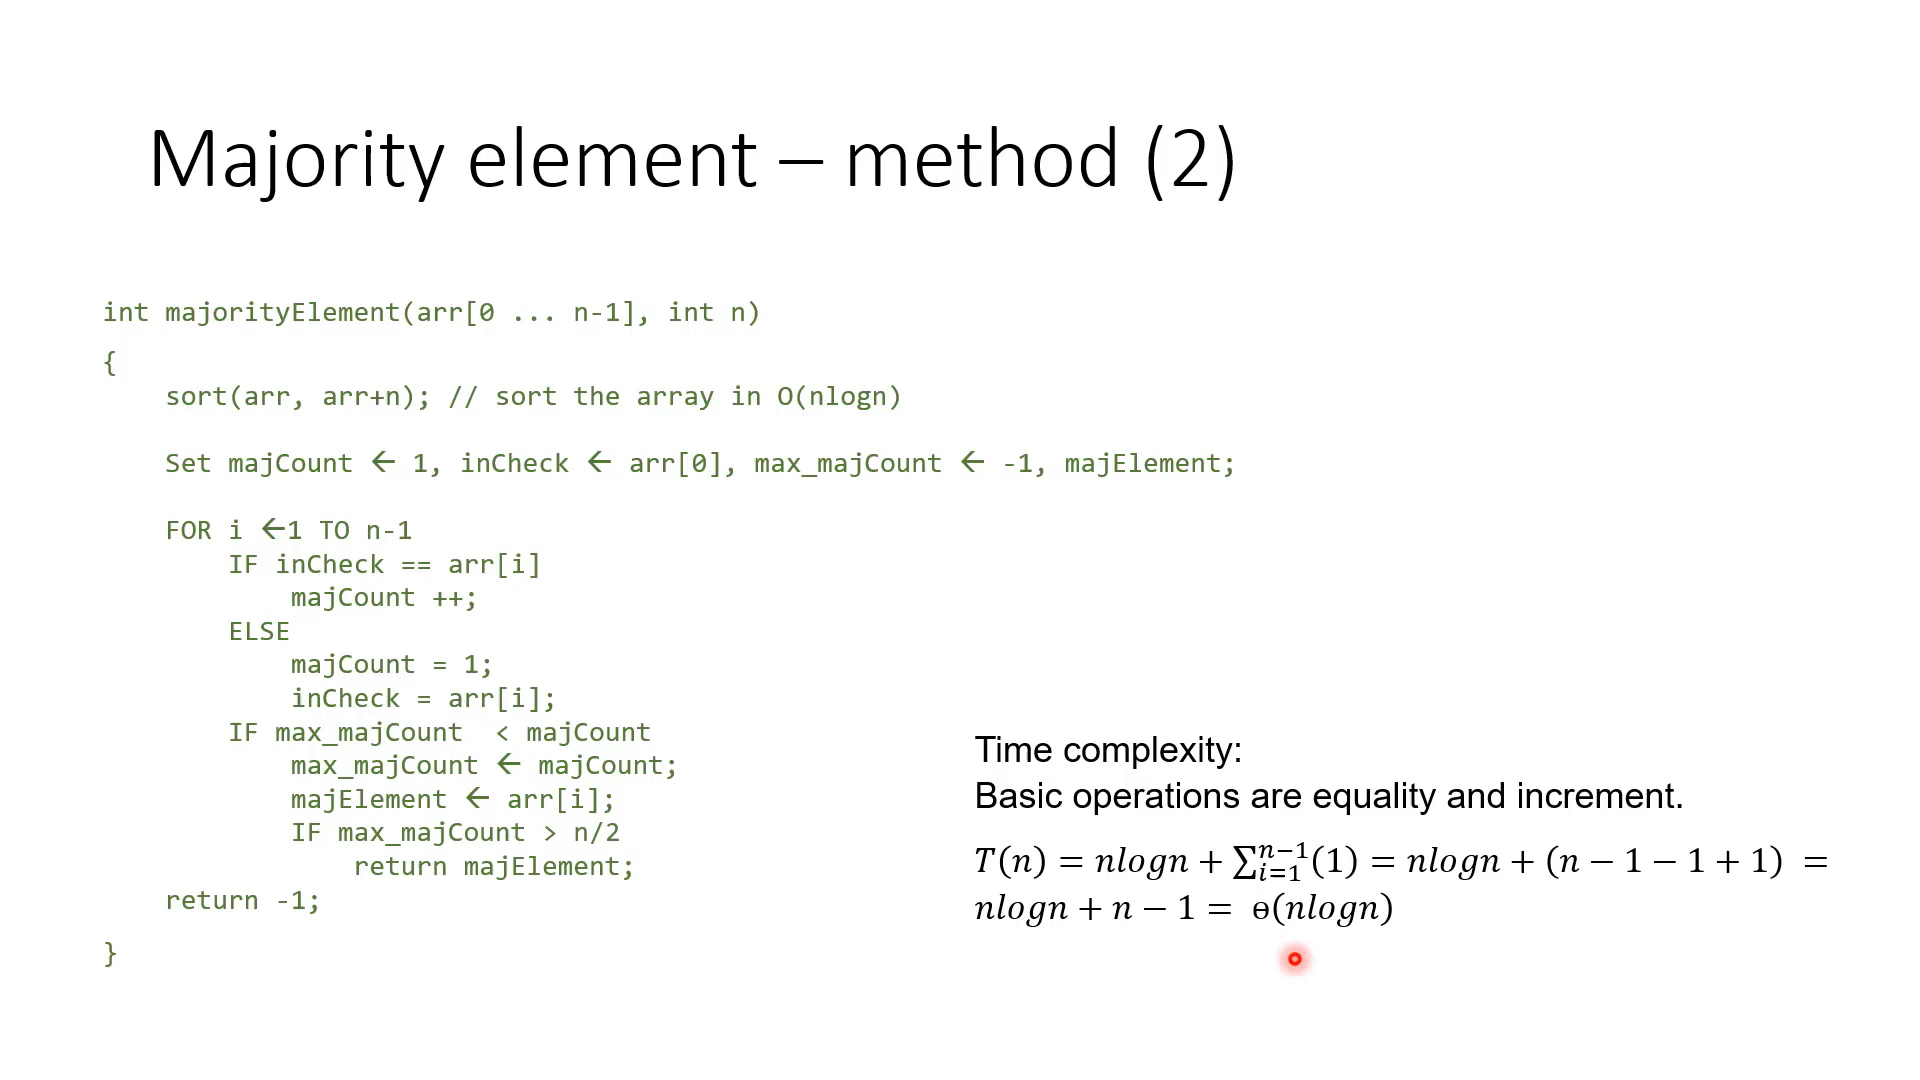 Majority element – method (2)
int majorityElement(arr[0 ... n-1], int n)
{
sort(arr, arr+n); // sort the array in O(nlogn)
Set majCount ← 1, inCheck ← arr[0], max_majCount ← -1, majElement;
FOR i ←1 TO n-1
IF inCheck == arr[i]
majCount ++;
ELSE
majCount = 1;
inCheck = arr[i];
IF max_majCount  < majCount
max_majCount ← majCount;
majElement ← arr[i];
IF max_majCount > n/2
return majElement;
return -1;
}
Time complexity:
Basic operations are equality and increment.
T(n) = nlogn + ∑_{i=1}^{n−1}(1) = nlogn + (n − 1 − 1 + 1) =
nlogn + n − 1 = ɵ(nlogn)